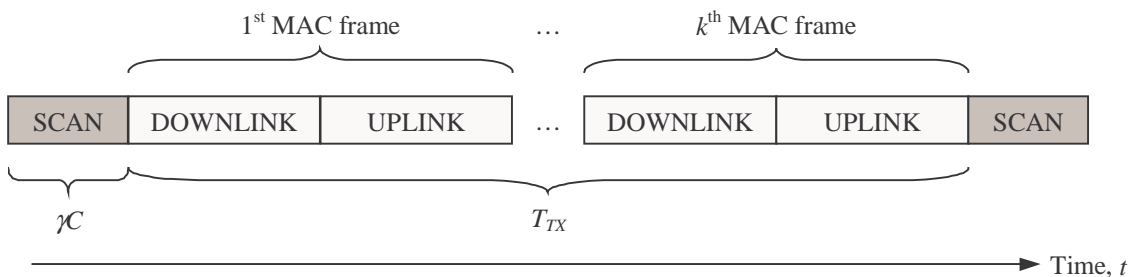 1st MAC frame … kth MAC frame
SCAN DOWNLINK UPLINK … DOWNLINK UPLINK SCAN
γC TTX
Time, t